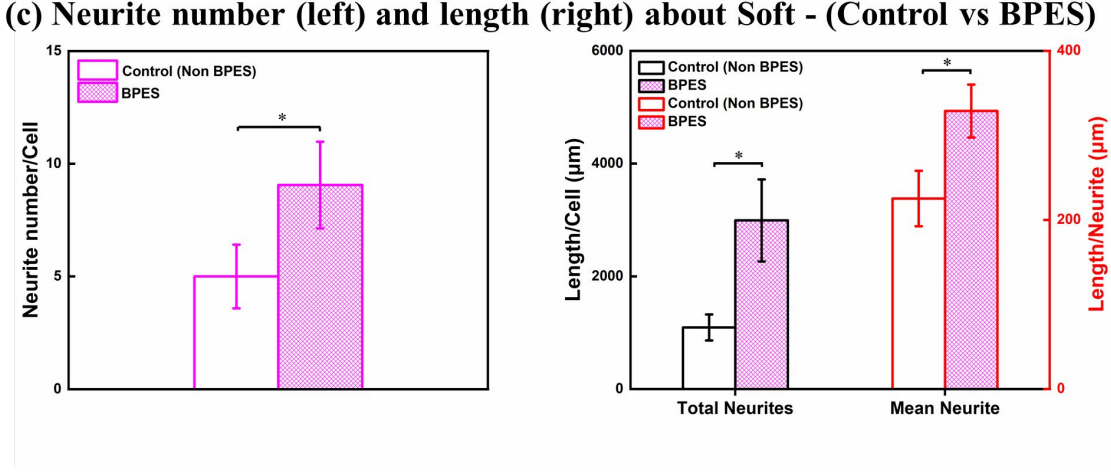 (c) Neurite number (left) and length (right) about Soft - (Control vs BPES)
15
10
5
0
Neurite number/Cell
Control (Non BPES)
BPES
*
6000
4000
2000
0
Length/Cell (μm)
Control (Non BPES)
BPES
Control (Non BPES)
BPES
*
*
400
200
0
Length/Neurite (μm)
Total Neurites
Mean Neurite